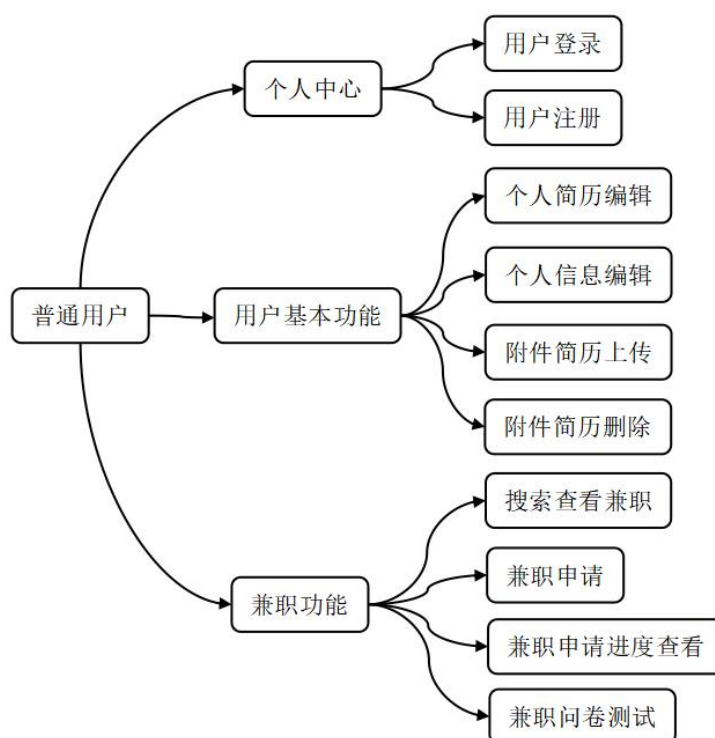 普通用户
个人中心
用户登录
用户注册
用户基本功能
个人简历编辑
个人信息编辑
附件简历上传
附件简历删除
兼职功能
搜索查看兼职
兼职申请
兼职申请进度查看
兼职问卷测试